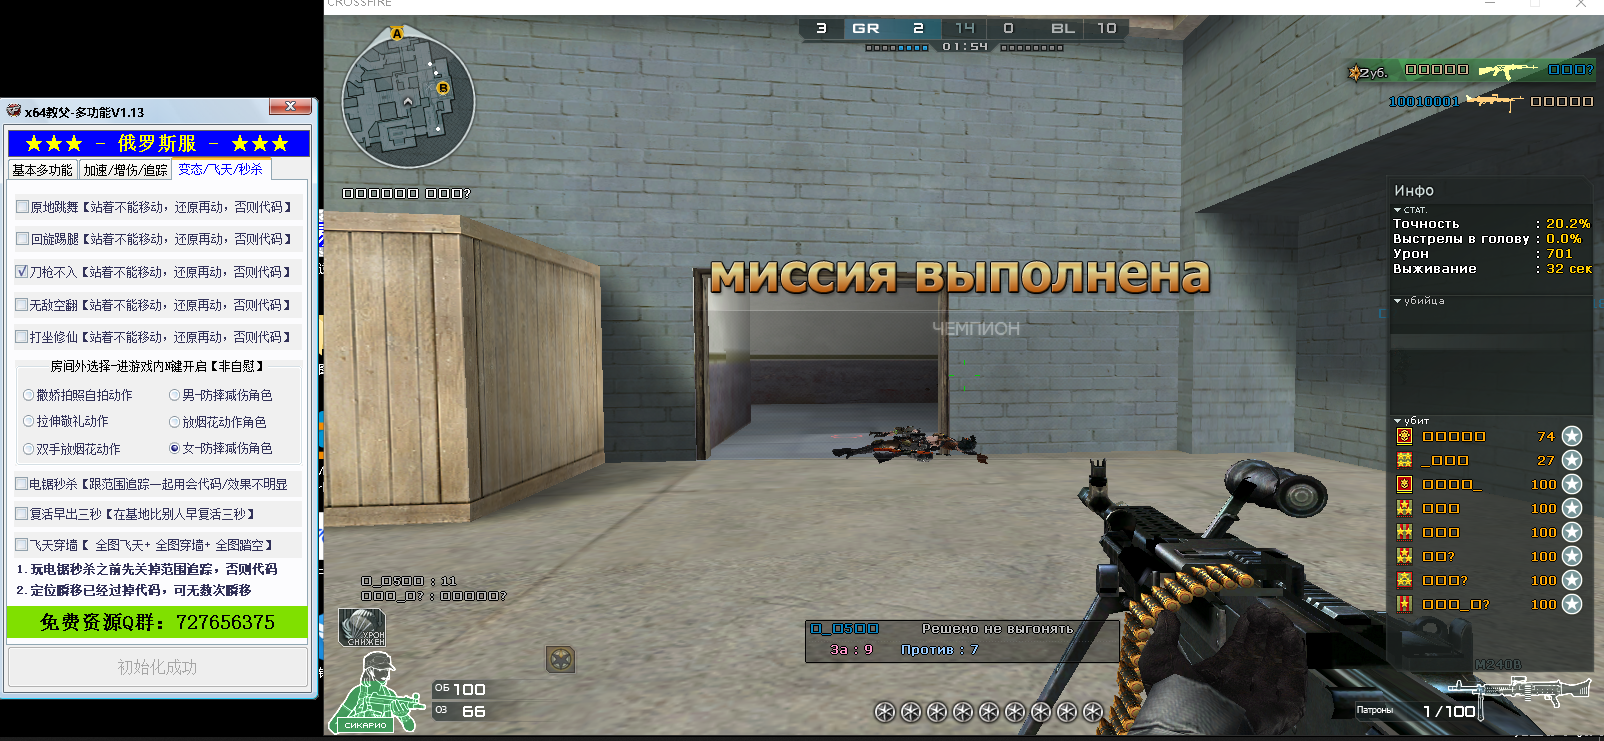 CROSSFIRE
x64教父-多功能V1.13
★★★ - 俄罗斯服 - ★★★
基本多功能 加速/增伤/追踪 变态/飞天/秒杀
原地跳舞【站着不能移动，还原再动，否则代码】
回旋踢腿【站着不能移动，还原再动，否则代码】
刀枪不入【站着不能移动，还原再动，否则代码】
无敌空翻【站着不能移动，还原再动，否则代码】
打坐修仙【站着不能移动，还原再动，否则代码】
房间外选择-进游戏内X键开启【非自慰】
撒娇拍照自拍动作 男-防摔减伤角色
拉伸敬礼动作 放烟花动作角色
双手放烟花动作 女-防摔减伤角色
电锯秒杀【跟范围追踪一起用会代码/效果不明显
复活早出三秒【在基地比别人早复活三秒】
飞天穿墙【 全图飞天+ 全图穿墙+ 全图踏空】
1.玩电锯秒杀之前先关掉范围追踪，否则代码
2.定位瞬移已经过掉代码，可无数次瞬移
免费资源Q群：727656375
初始化成功
3 GR 2 14 0 BL 10
01:54
A
B
2уб.
10010001
миссия выполнена
ЧЕМПИОН
Инфо
СТАТ.
Точность : 20.2%
Выстрелы в голову : 0.0%
Урон : 701
Выживание : 32 сек
убийца
убит
74
27
100
100
100
100
100
100
О_О5ОО : 11
УРОН
СНИЖЕН
О_О5ОО Решено не выгонять
За : 9 Против : 7
ОБ 100
ОЗ 66
СИКАРИО
M240B
Патроны 1/100